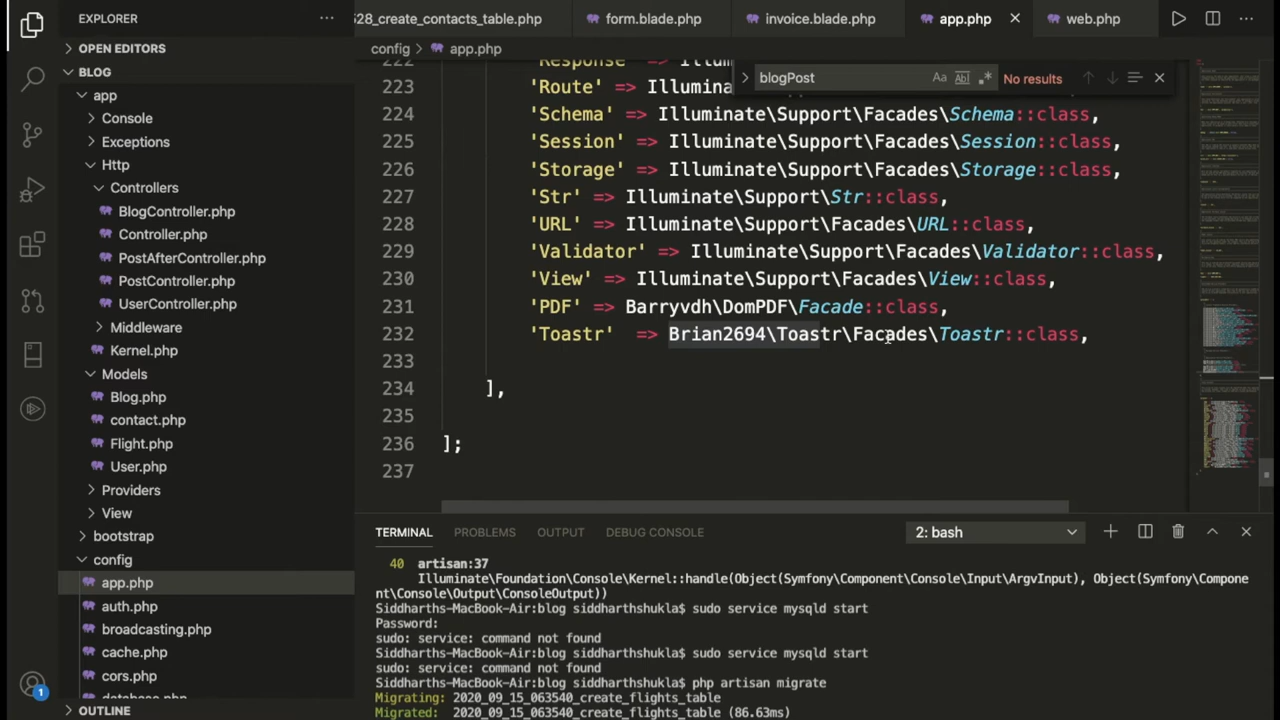 EXPLORER
528_create_contacts_table.php
form.blade.php
invoice.blade.php
app.php
web.php
OPEN EDITORS
config
app.php
BLOG
app
Console
Exceptions
Http
Controllers
BlogController.php
Controller.php
PostAfterController.php
PostController.php
UserController.php
Middleware
Kernel.php
Models
Blog.php
contact.php
Flight.php
User.php
Providers
View
bootstrap
config
app.php
auth.php
broadcasting.php
cache.php
cors.php
database.php
OUTLINE
1
blogPost
Aa
Abl
No results
222 'Response' => Illum
223 'Route' => Illumina
224 'Schema' => Illuminate\Support\Facades\Schema::class,
225 'Session' => Illuminate\Support\Facades\Session::class,
226 'Storage' => Illuminate\Support\Facades\Storage::class,
227 'Str' => Illuminate\Support\Str::class,
228 'URL' => Illuminate\Support\Facades\URL::class,
229 'Validator' => Illuminate\Support\Facades\Validator::class,
230 'View' => Illuminate\Support\Facades\View::class,
231 'PDF' => Barryvdh\DomPDF\Facade::class,
232 'Toastr'  => Brian2694\Toastr\Facades\Toastr::class,
233
234 ],
235
236 ];
237
TERMINAL PROBLEMS OUTPUT DEBUG CONSOLE 2: bash
40 artisan:37
Illuminate\Foundation\Console\Kernel::handle(Object(Symfony\Component\Console\Input\ArgvInput), Object(Symfony\Compone
nt\Console\Output\ConsoleOutput))
Siddharths-MacBook-Air:blog siddharthshukla$ sudo service mysqld start
Password:
sudo: service: command not found
Siddharths-MacBook-Air:blog siddharthshukla$ sudo service mysqld start
sudo: service: command not found
Siddharths-MacBook-Air:blog siddharthshukla$ php artisan migrate
Migrating: 2020_09_15_063540_create_flights_table
Migrated: 2020_09_15_063540_create_flights_table (86.63ms)